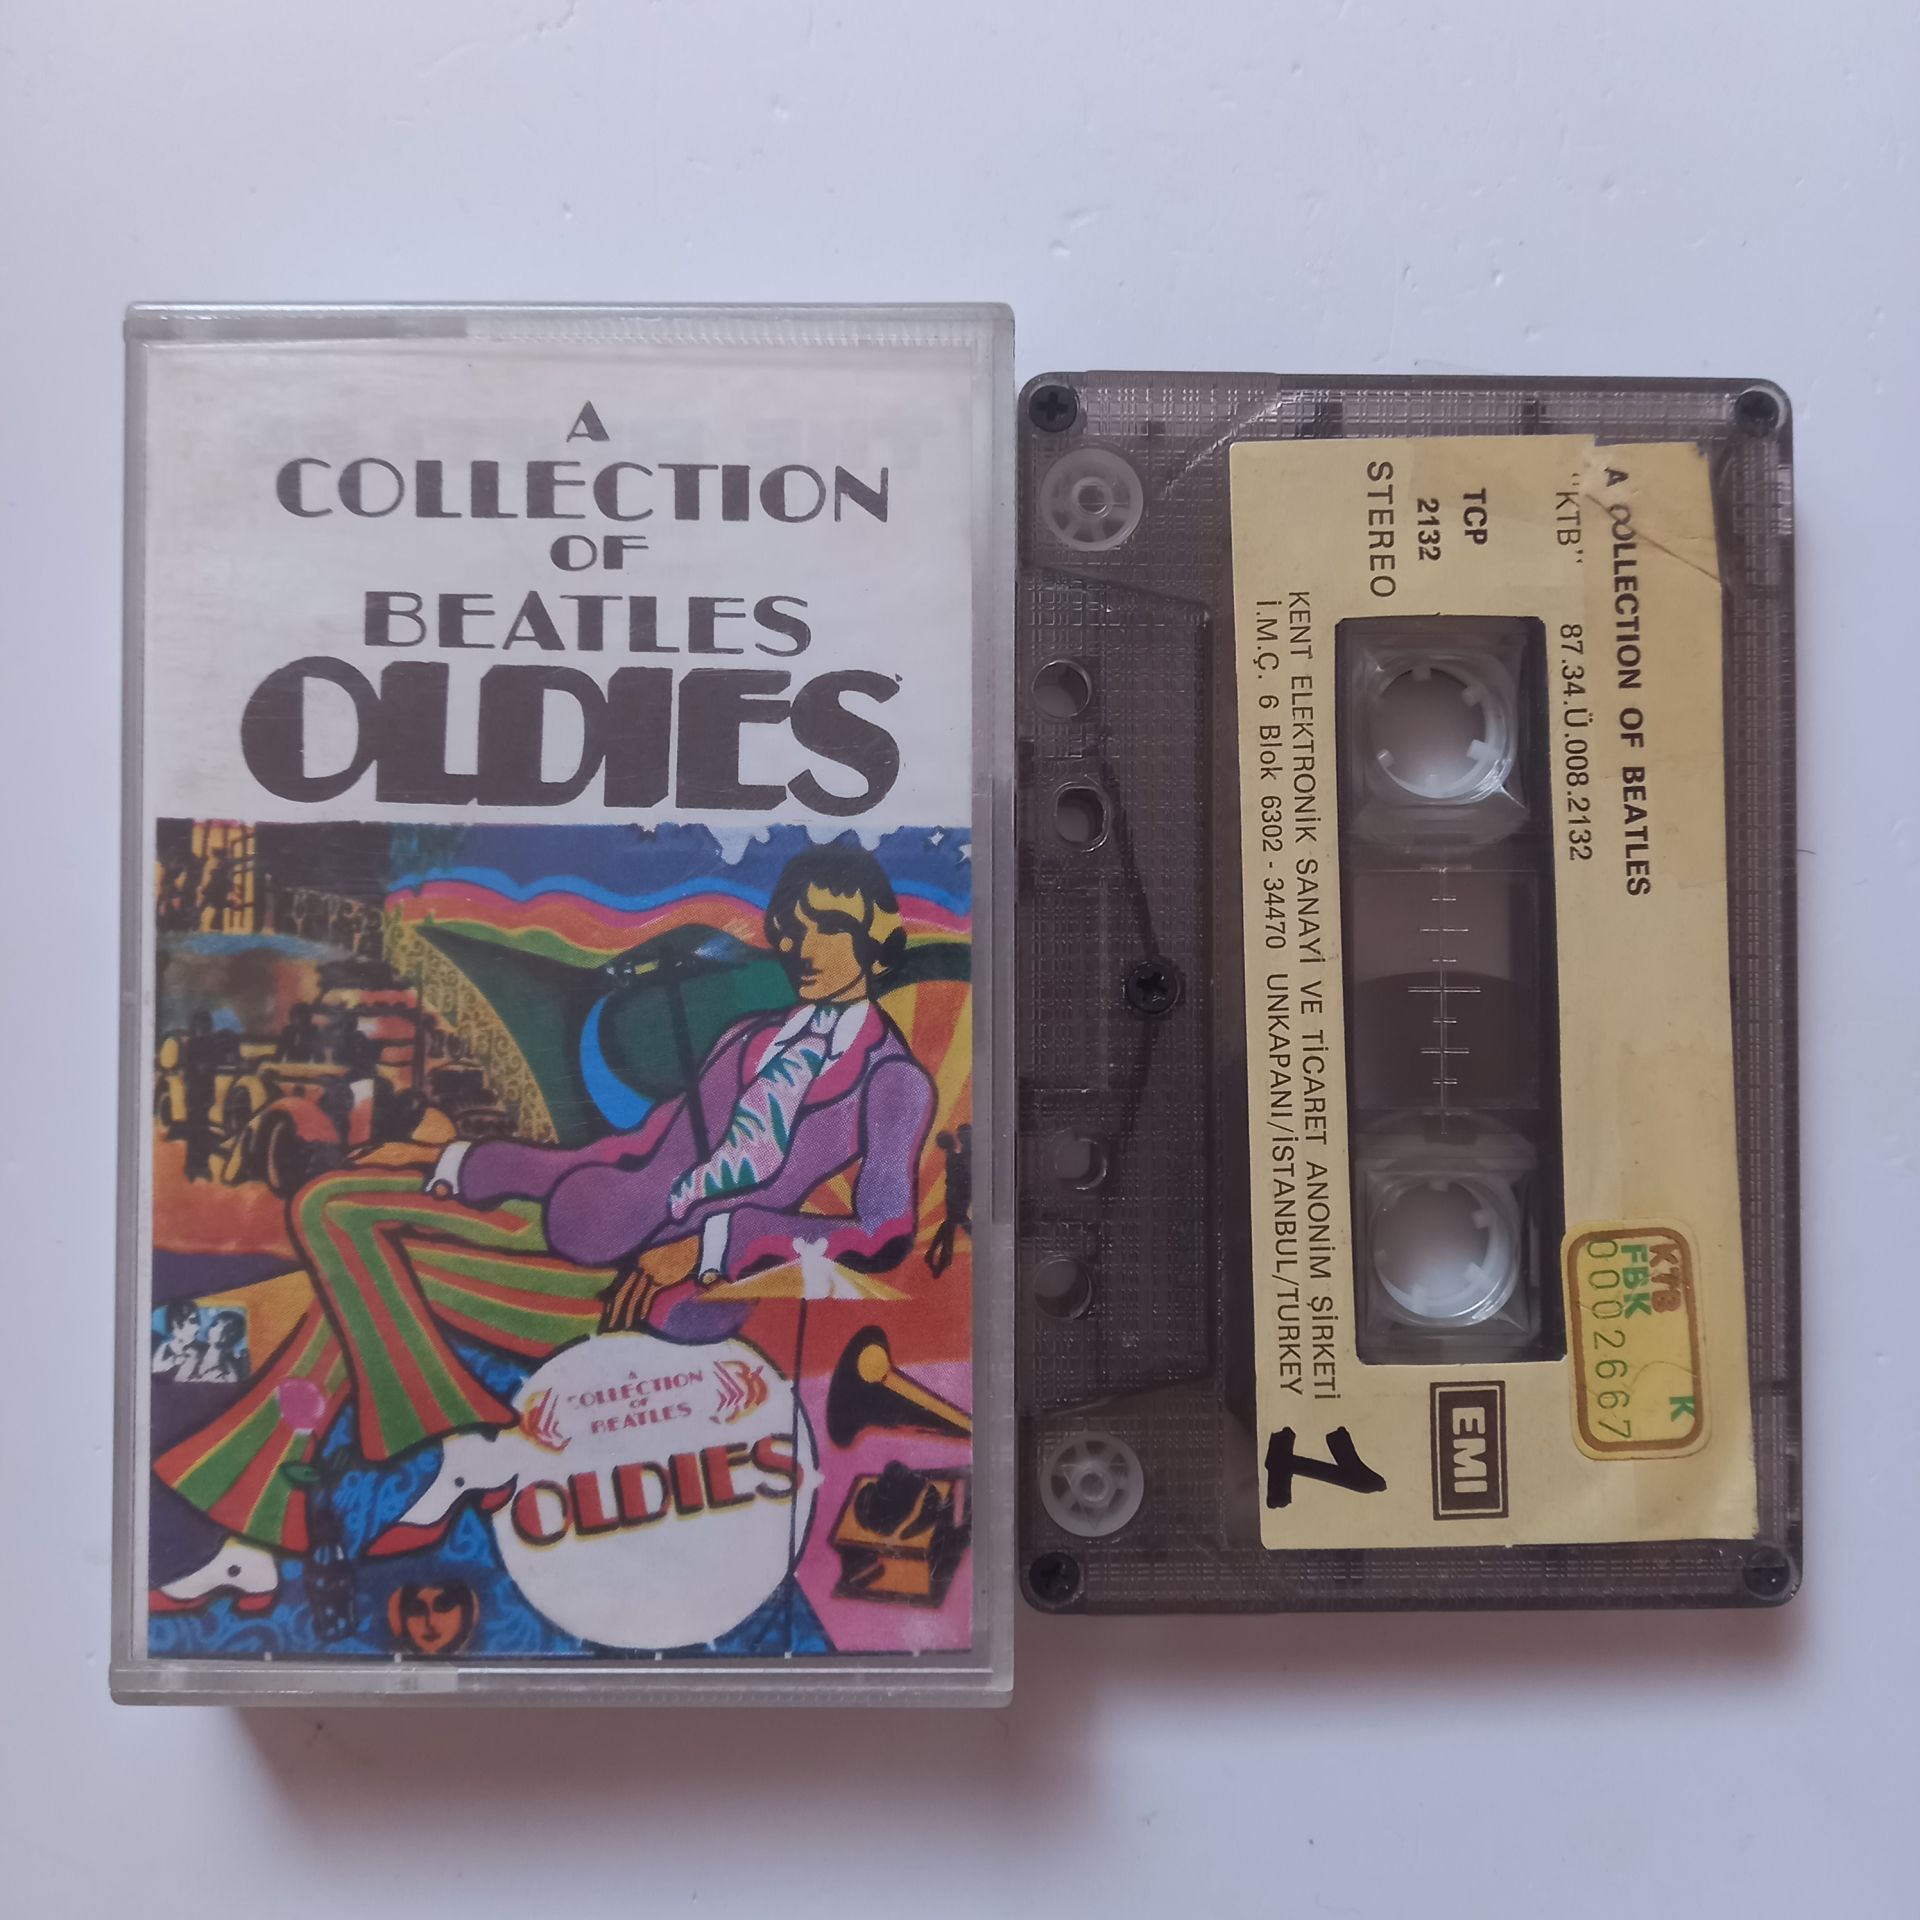 A
COLLECTION
OF
BEATLES
OLDIES
A
COLLECTION
OF
BEATLES
OLDIES
A COLLECTION OF BEATLES
"KTB" 87.34.Ü.008.2132
TCP
2132
STEREO
KENT ELEKTRONİK SANAYİ VE TİCARET ANONİM ŞİRKETİ
İ.M.Ç. 6 Blok 6302 - 34470 UNKAPANI/İSTANBUL/TURKEY
KTB
FBK K
0002667
EMI
1